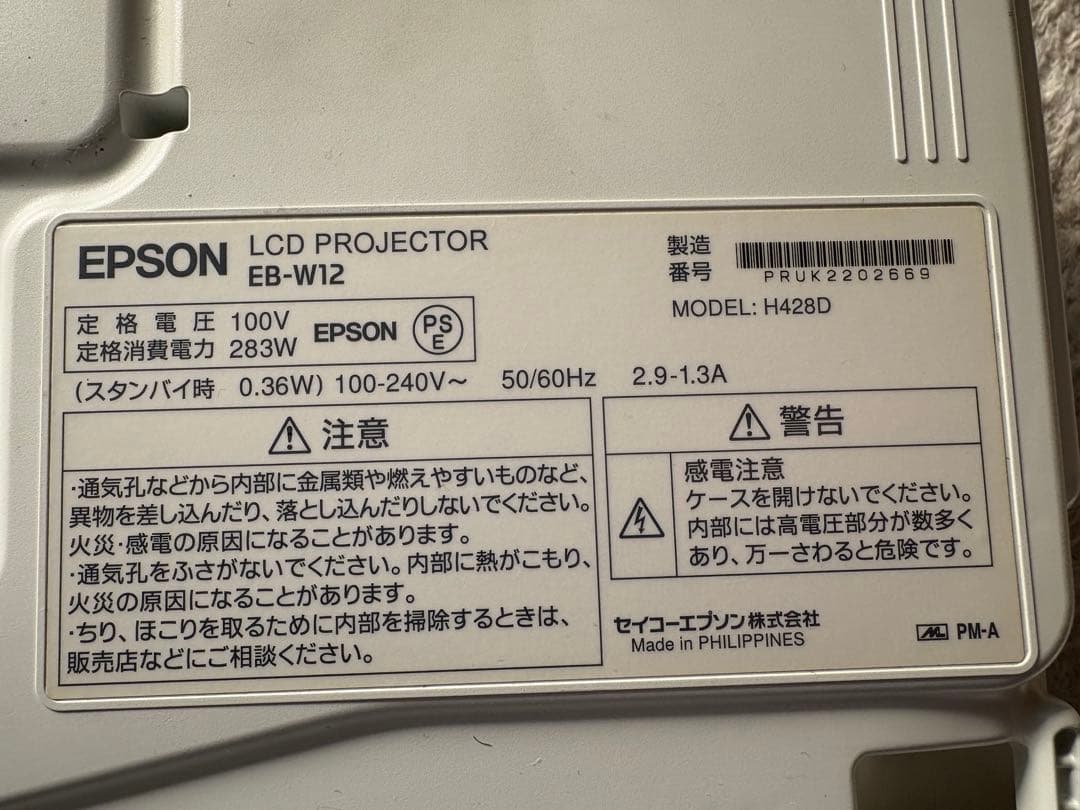 EPSON LCD PROJECTOR
EB-W12
製造
番号
PRUK2202669
MODEL: H428D
定格電圧 100V
定格消費電力 283W
EPSON
PS
E
(スタンバイ時 0.36W) 100-240V～ 50/60Hz 2.9-1.3A
注意
・通気孔などから内部に金属類や燃えやすいものなど、
異物を差し込んだり、落とし込んだりしないでください。
火災・感電の原因になることがあります。
・通気孔をふさがないでください。内部に熱がこもり、
火災の原因になることがあります。
・ちり、ほこりを取るために内部を掃除するときは、
販売店などにご相談ください。
警告
感電注意
ケースを開けないでください。
内部には高電圧部分が数多く
あり、万一さわると危険です。
セイコーエプソン株式会社
Made in PHILIPPINES
PM-A